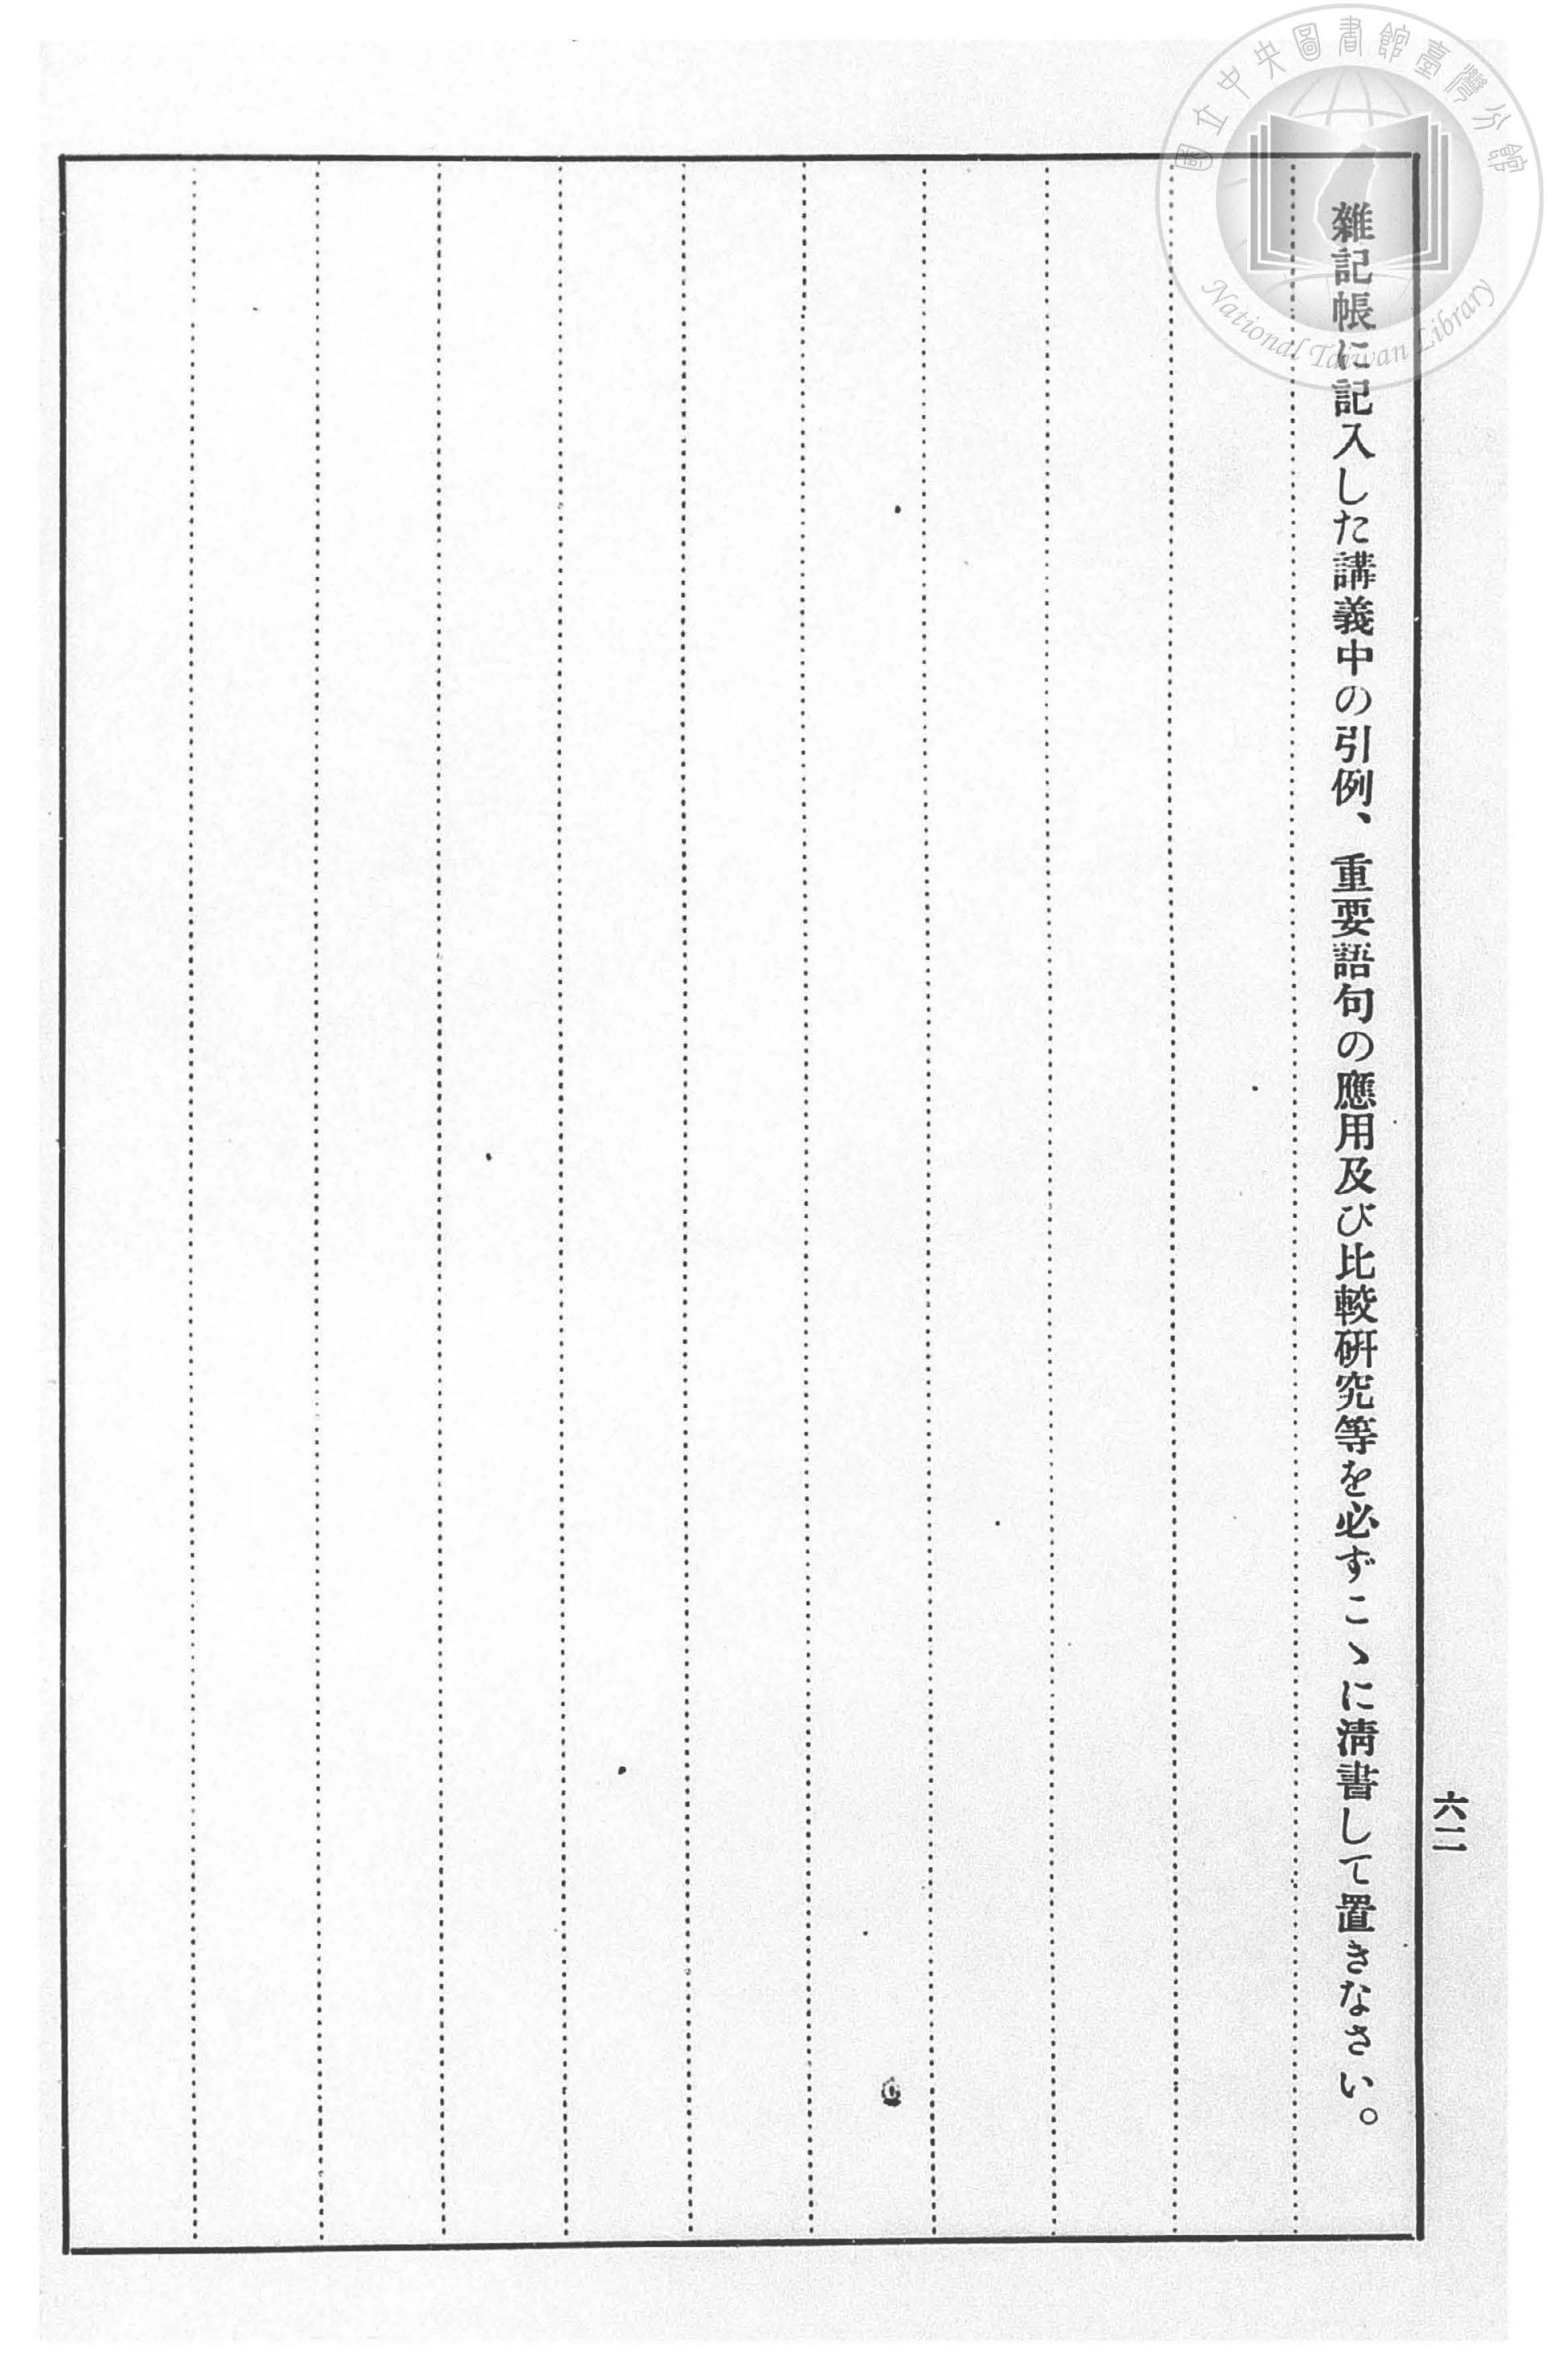 國立中央圖書館臺灣分館
National Taiwan Library
雜記帳に記入した講義中の引例、重要語句の應用及び比較硏究等を必ずこゝに淸書して置きなさい。
六二